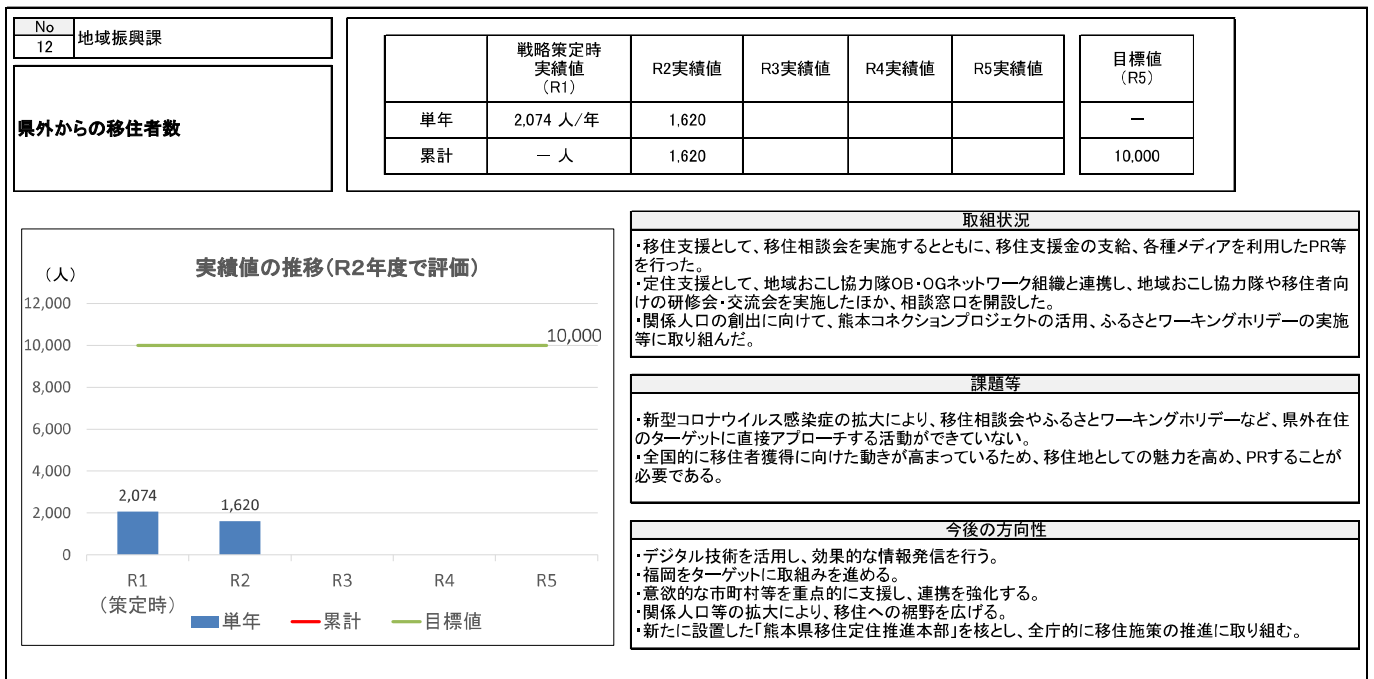 No
12
地域振興課
県外からの移住者数
戦略策定時
実績値
（R1）
R2実績値
R3実績値
R4実績値
R5実績値
目標値
（R5）
単年
2,074 人/年
1,620
－
累計
－ 人
1,620
10,000
実績値の推移（R２年度で評価）
（人）
12,000
10,000
8,000
6,000
4,000
2,000
0
10,000
2,074
1,620
R1
（策定時）
R2
R3
R4
R5
単年
累計
目標値
取組状況
・移住支援として、移住相談会を実施するとともに、移住支援金の支給、各種メディアを利用したPR等
を行った。
・定住支援として、地域おこし協力隊OB・OGネットワーク組織と連携し、地域おこし協力隊や移住者向
けの研修会・交流会を実施したほか、相談窓口を開設した。
・関係人口の創出に向けて、熊本コネクションプロジェクトの活用、ふるさとワーキングホリデーの実施
等に取り組んだ。
課題等
・新型コロナウイルス感染症の拡大により、移住相談会やふるさとワーキングホリデーなど、県外在住
のターゲットに直接アプローチする活動ができていない。
・全国的に移住者獲得に向けた動きが高まっているため、移住地としての魅力を高め、PRすることが
必要である。
今後の方向性
・デジタル技術を活用し、効果的な情報発信を行う。
・福岡をターゲットに取組みを進める。
・意欲的な市町村等を重点的に支援し、連携を強化する。
・関係人口等の拡大により、移住への裾野を広げる。
・新たに設置した「熊本県移住定住推進本部」を核とし、全庁的に移住施策の推進に取り組む。